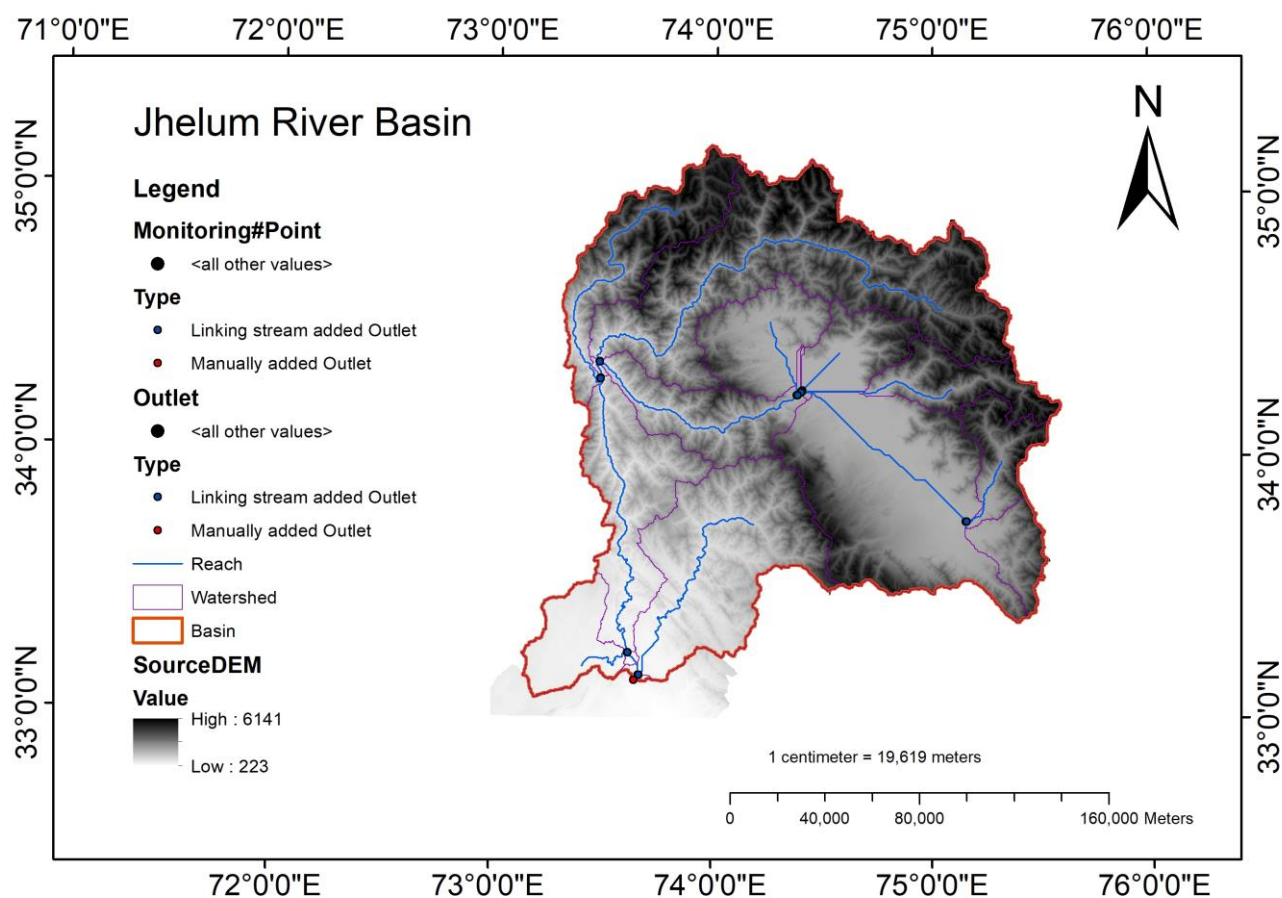 71°0'0"E 72°0'0"E 73°0'0"E 74°0'0"E 75°0'0"E 76°0'0"E
Jhelum River Basin
N
35°0'0"N
35°0'0"N
Legend
Monitoring#Point
<all other values>
Type
Linking stream added Outlet
Manually added Outlet
Outlet
<all other values>
34°0'0"N
34°0'0"N
Type
Linking stream added Outlet
Manually added Outlet
Reach
Watershed
Basin
SourceDEM
Value
High : 6141
Low : 223
33°0'0"N
33°0'0"N
1 centimeter = 19,619 meters
0 40,000 80,000 160,000 Meters
72°0'0"E 73°0'0"E 74°0'0"E 75°0'0"E 76°0'0"E